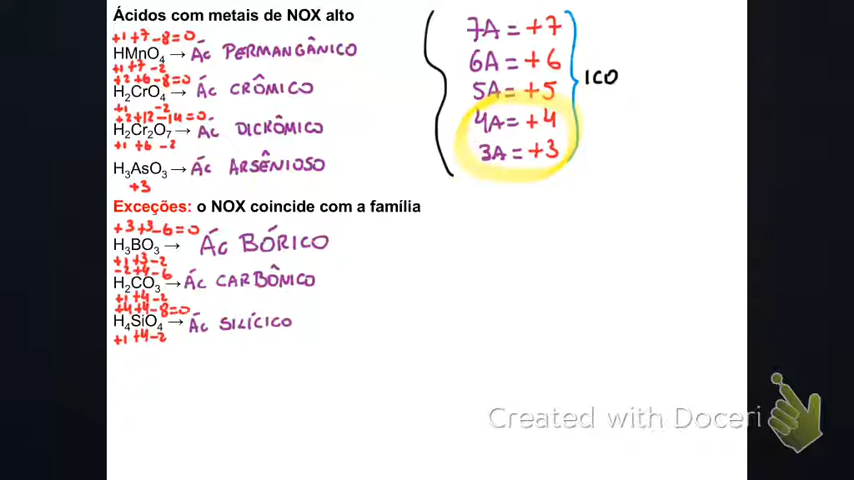 Ácidos com metais de NOX alto
+1+7-8=0
HMnO4 → Ác PERMANGÂNICO
+1+7-2
+2+6-8=0
H2CrO4 → Ác CRÔMICO
+1 -2
+2+12-14=0
H2Cr2O7 → Ác DICRÔMICO
+1 +6 -2
H3AsO3 → Ác ARSÊNIOSO
+3
Exceções: o NOX coincide com a família
+3+3-6=0
H3BO3 → Ác BÓRICO
+1+3-2
-2+4-6
H2CO3 → Ác CARBÔNICO
+1+4-2
+4+4-8=0
H4SiO4 → Ác SILÍCICO
+1 +4-2
7A = +7
6A = +6
5A = +5
4A = +4
3A = +3
ICO
Created with Doceri